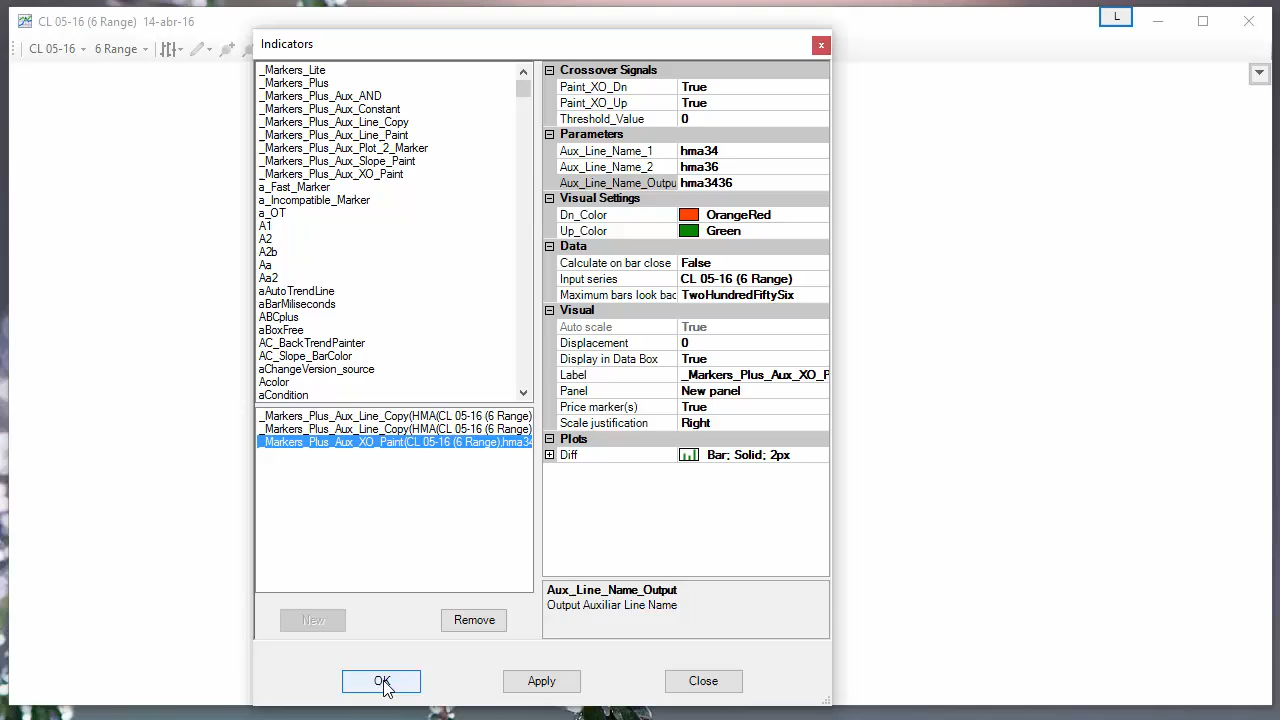 CL 05-16 (6 Range) 14-abr-16
L
CL 05-16
6 Range
Indicators
_Markers_Lite
_Markers_Plus
_Markers_Plus_Aux_AND
_Markers_Plus_Aux_Constant
_Markers_Plus_Aux_Line_Copy
_Markers_Plus_Aux_Line_Paint
_Markers_Plus_Aux_Plot_2_Marker
_Markers_Plus_Aux_Slope_Paint
_Markers_Plus_Aux_XO_Paint
a_Fast_Marker
a_Incompatible_Marker
a_OT
A1
A2
A2b
Aa
Aa2
aAutoTrendLine
aBarMiliseconds
ABCplus
aBoxFree
AC_BackTrendPainter
AC_Slope_BarColor
aChangeVersion_source
Acolor
aCondition
_Markers_Plus_Aux_Line_Copy(HMA(CL 05-16 (6 Range)
_Markers_Plus_Aux_Line_Copy(HMA(CL 05-16 (6 Range)
_Markers_Plus_Aux_XO_Paint(CL 05-16 (6 Range),hma34
New
Remove
Crossover Signals
Paint_XO_Dn True
Paint_XO_Up True
Threshold_Value 0
Parameters
Aux_Line_Name_1 hma34
Aux_Line_Name_2 hma36
Aux_Line_Name_Outpu hma3436
Visual Settings
Dn_Color OrangeRed
Up_Color Green
Data
Calculate on bar close False
Input series CL 05-16 (6 Range)
Maximum bars look bac TwoHundredFiftySix
Visual
Auto scale True
Displacement 0
Display in Data Box True
Label _Markers_Plus_Aux_XO_P
Panel New panel
Price marker(s) True
Scale justification Right
Plots
Diff Bar; Solid; 2px
Aux_Line_Name_Output
Output Auxiliar Line Name
OK
Apply
Close